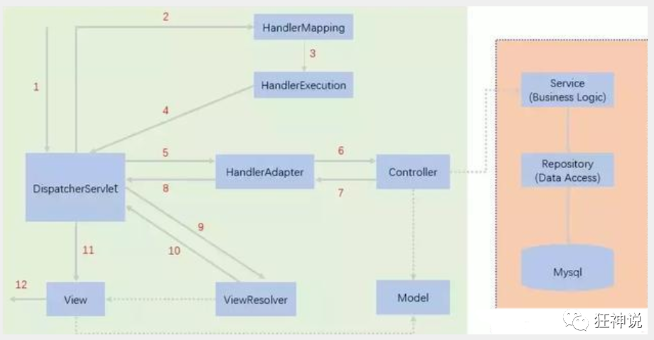 2
HandlerMapping
3
1
HandlerExecution
4
Service
(Business Logic)
5
6
DispatcherServlet
HandlerAdapter
Controller
Repository
(Data Access)
8
7
9
10
11
12
View
ViewResolver
Model
Mysql
狂神说